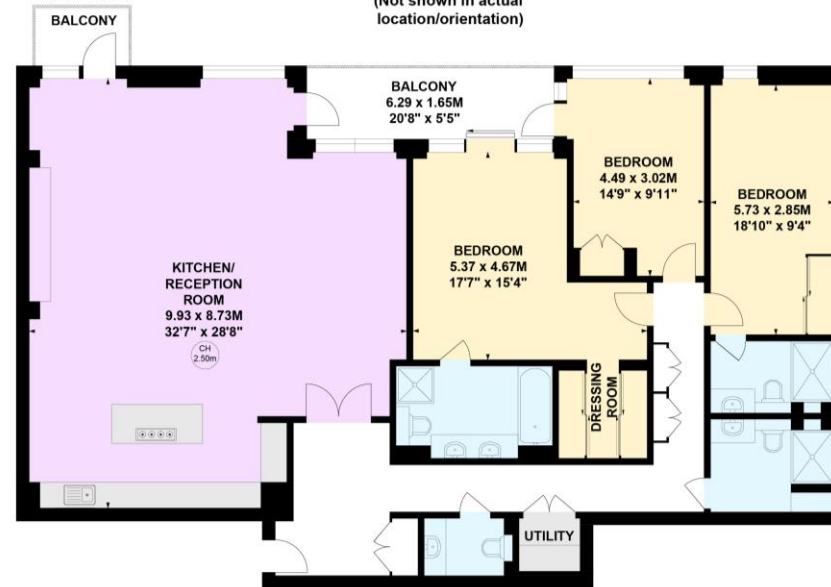 (Not shown in actual
location/orientation)
BALCONY
BALCONY
6.29 x 1.65M
20'8" x 5'5"
BEDROOM
4.49 x 3.02M
14'9" x 9'11"
BEDROOM
5.73 x 2.85M
18'10" x 9'4"
BEDROOM
5.37 x 4.67M
17'7" x 15'4"
KITCHEN/
RECEPTION
ROOM
9.93 x 8.73M
32'7" x 28'8"
CH
2.50m
DRESSING
ROOM
UTILITY